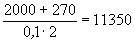 2000 + 270
0,1· 2
= 11350